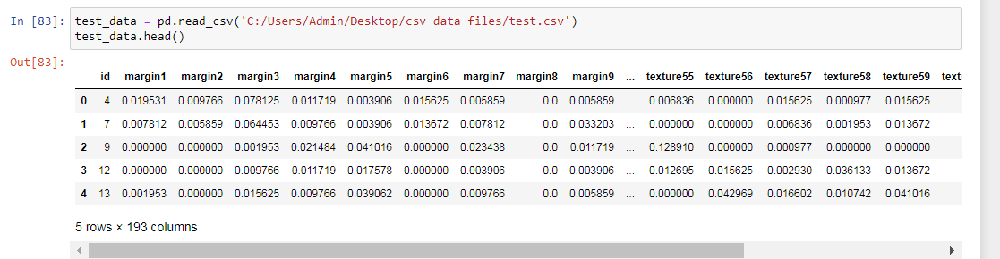 In [83]: test_data = pd.read_csv('C:/Users/Admin/Desktop/csv data files/test.csv')
test_data.head()
Out[83]:
id margin1 margin2 margin3 margin4 margin5 margin6 margin7 margin8 margin9 ... texture55 texture56 texture57 texture58 texture59 text
0 4 0.019531 0.009766 0.078125 0.011719 0.003906 0.015625 0.005859 0.0 0.005859 ... 0.006836 0.000000 0.015625 0.000977 0.015625
1 7 0.007812 0.005859 0.064453 0.009766 0.003906 0.013672 0.007812 0.0 0.033203 ... 0.000000 0.000000 0.006836 0.001953 0.013672
2 9 0.000000 0.000000 0.001953 0.021484 0.041016 0.000000 0.023438 0.0 0.011719 ... 0.128910 0.000000 0.000977 0.000000 0.000000
3 12 0.000000 0.000000 0.009766 0.011719 0.017578 0.000000 0.003906 0.0 0.003906 ... 0.012695 0.015625 0.002930 0.036133 0.013672
4 13 0.001953 0.000000 0.015625 0.009766 0.039062 0.000000 0.009766 0.0 0.005859 ... 0.000000 0.042969 0.016602 0.010742 0.041016
5 rows × 193 columns